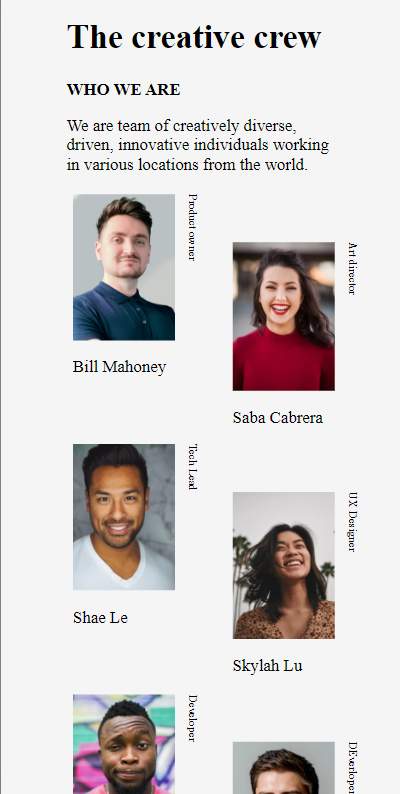 The creative crew
WHO WE ARE
We are team of creatively diverse,
driven, innovative individuals working
in various locations from the world.
Product owner
Bill Mahoney
Art director
Saba Cabrera
Tech Lead
Shae Le
UX Designer
Skylah Lu
Developer
DEverloper